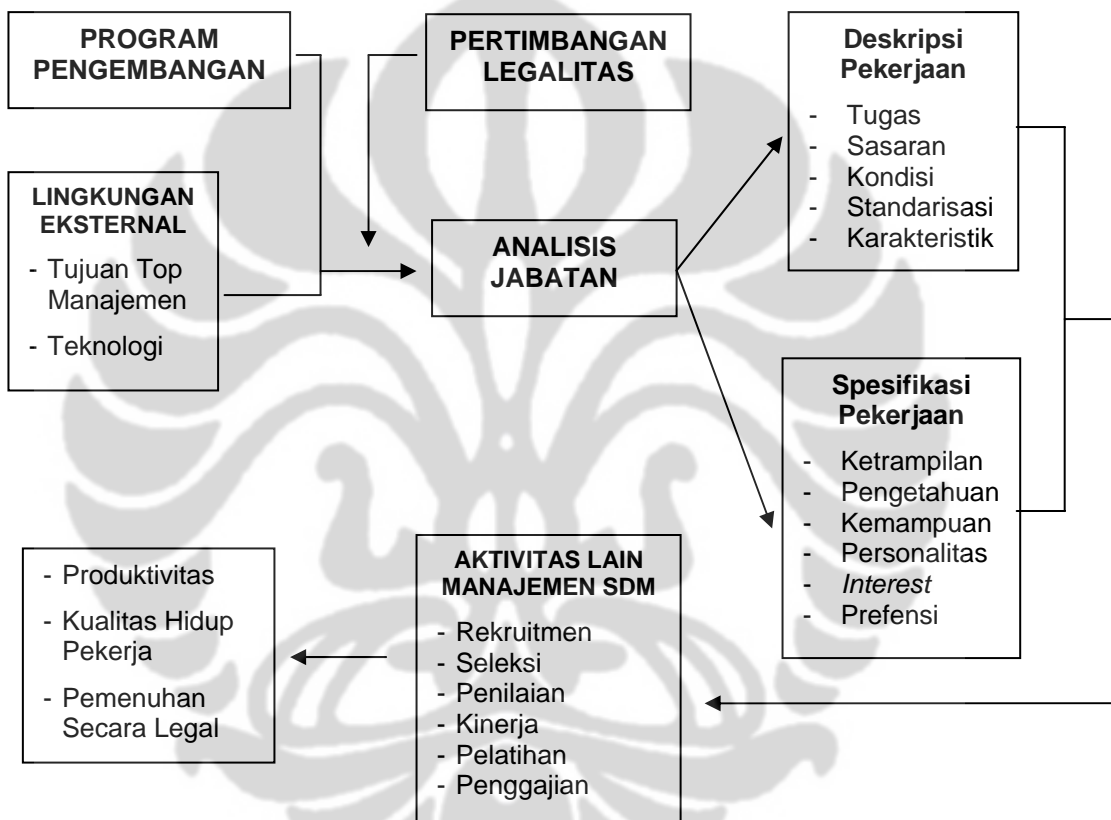 PROGRAM
PENGEMBANGAN
PERTIMBANGAN
LEGALITAS
Deskripsi
Pekerjaan
- Tugas
- Sasaran
- Kondisi
- Standarisasi
- Karakteristik
LINGKUNGAN
EKSTERNAL
- Tujuan Top
Manajemen
- Teknologi
ANALISIS
JABATAN
Spesifikasi
Pekerjaan
- Ketrampilan
- Pengetahuan
- Kemampuan
- Personalitas
- Interest
- Prefensi
- Produktivitas
- Kualitas Hidup
Pekerja
- Pemenuhan
Secara Legal
AKTIVITAS LAIN
MANAJEMEN SDM
- Rekruitmen
- Seleksi
- Penilaian
- Kinerja
- Pelatihan
- Penggajian